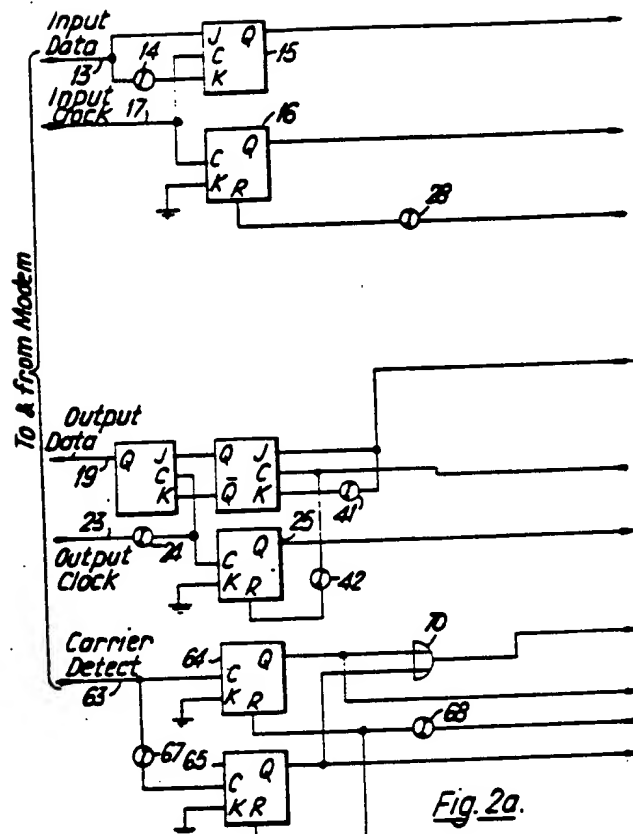 Input
Data
13
14
J Q
C
K
15
Input
Clock
17
16
C Q
K R
28
To & from Modem
Output
Data
19
Q J
C
K
Q J
C
Q̄ K
41
23
24
Output
Clock
25
C Q
K R
42
Carrier
Detect
63
64
C Q
K R
70
68
67
65
C Q
K R
Fig. 2a.